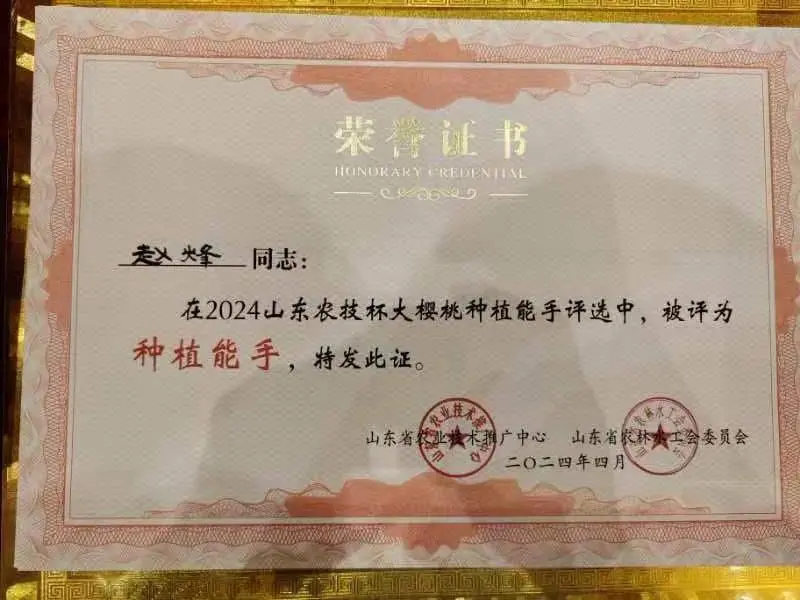 荣誉证书
HONORARY CREDENTIAL
赵烽 同志：
在2024山东农技杯大樱桃种植能手评选中，被评为
种植能手，特发此证。
山东省农业技术推广中心 山东省农林水工会委员会
二〇二四年四月